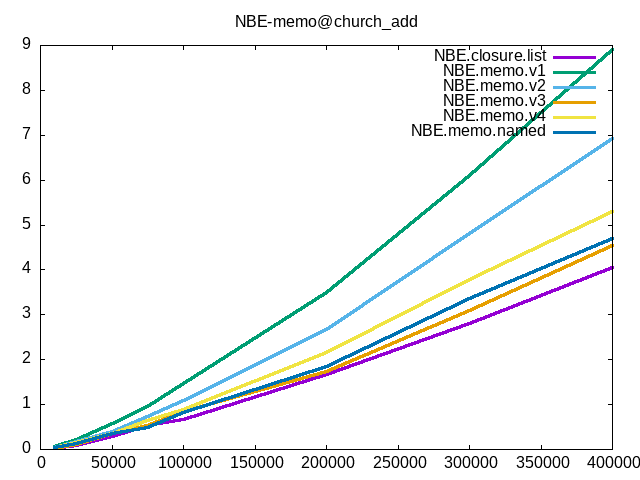 NBE-memo@church_add
NBE.closure.list
NBE.memo.v1
NBE.memo.v2
NBE.memo.v3
NBE.memo.v4
NBE.memo.named
9
8
7
6
5
4
3
2
1
0
0 50000 100000 150000 200000 250000 300000 350000 400000